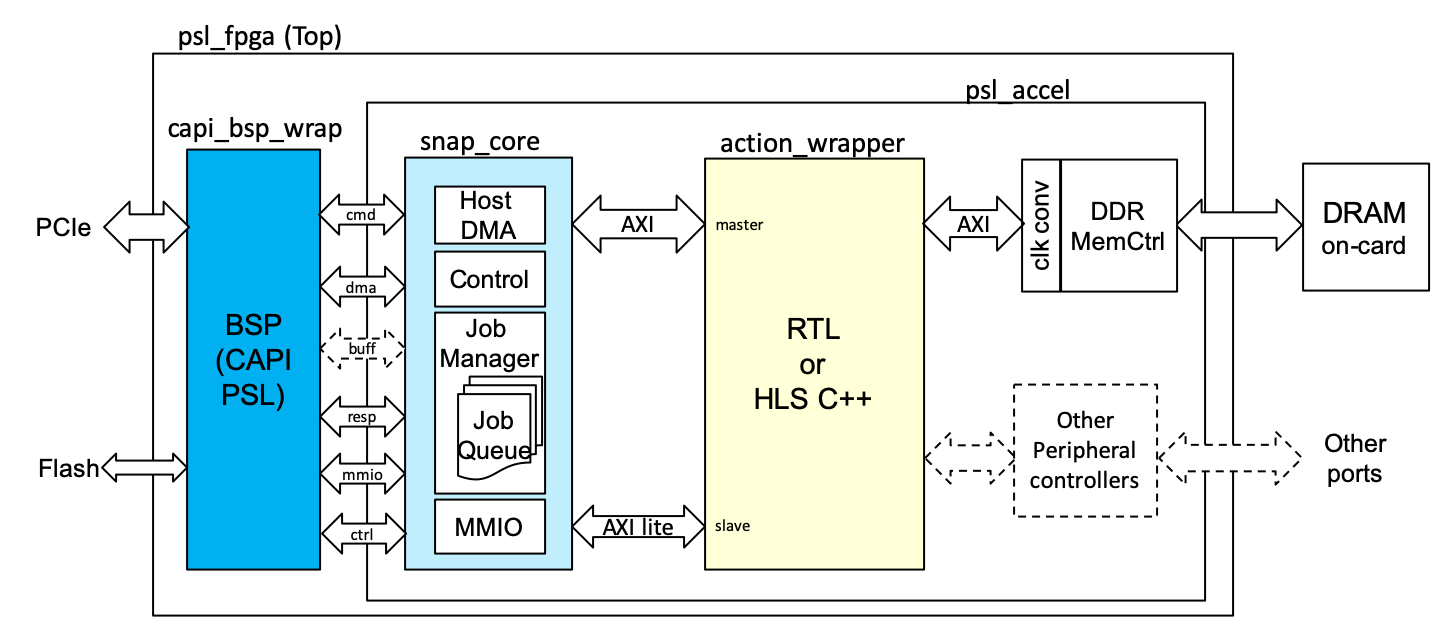 psl_fpga (Top)
psl_accel
capi_bsp_wrap
snap_core
action_wrapper
PCIe
Flash
BSP
(CAPI
PSL)
cmd
dma
buff
resp
mmio
ctrl
Host
DMA
Control
Job
Manager
Job
Queue
MMIO
AXI
AXI lite
master
slave
RTL
or
HLS C++
AXI
clk conv
DDR
MemCtrl
DRAM
on-card
Other
Peripheral
controllers
Other
ports